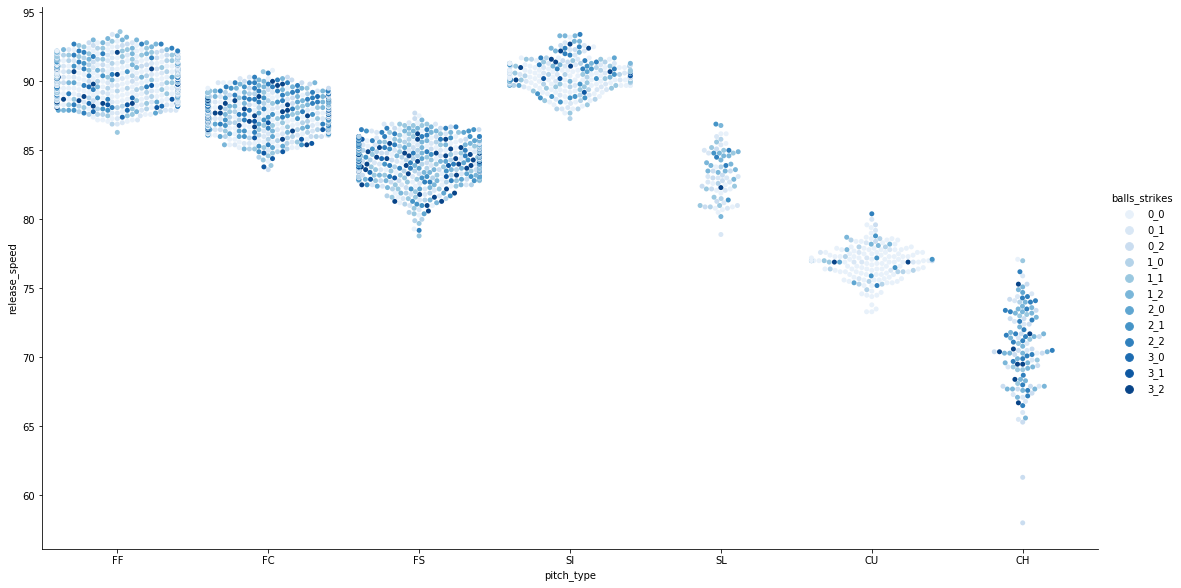 95
90
85
80
75
70
65
60
release_speed
FF
FC
FS
SI
SL
CU
CH
pitch_type
balls_strikes
0_0
0_1
0_2
1_0
1_1
1_2
2_0
2_1
2_2
3_0
3_1
3_2